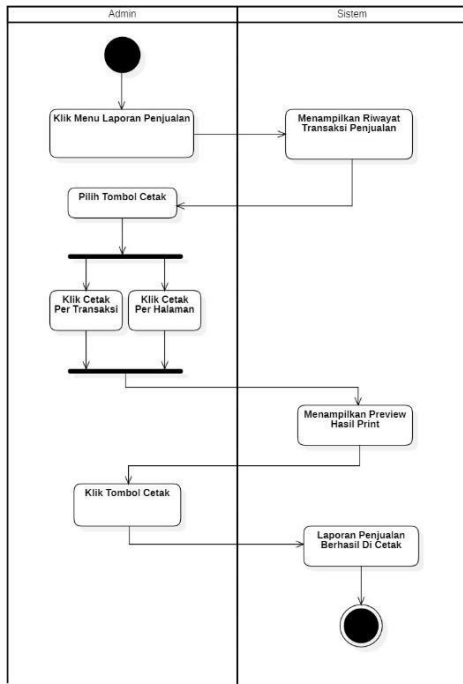 Admin
Sistem
Klik Menu Laporan Penjualan
Menampilkan Riwayat
Transaksi Penjualan
Pilih Tombol Cetak
Klik Cetak
Per Transaksi
Klik Cetak
Per Halaman
Menampilkan Preview
Hasil Print
Klik Tombol Cetak
Laporan Penjualan
Berhasil Di Cetak